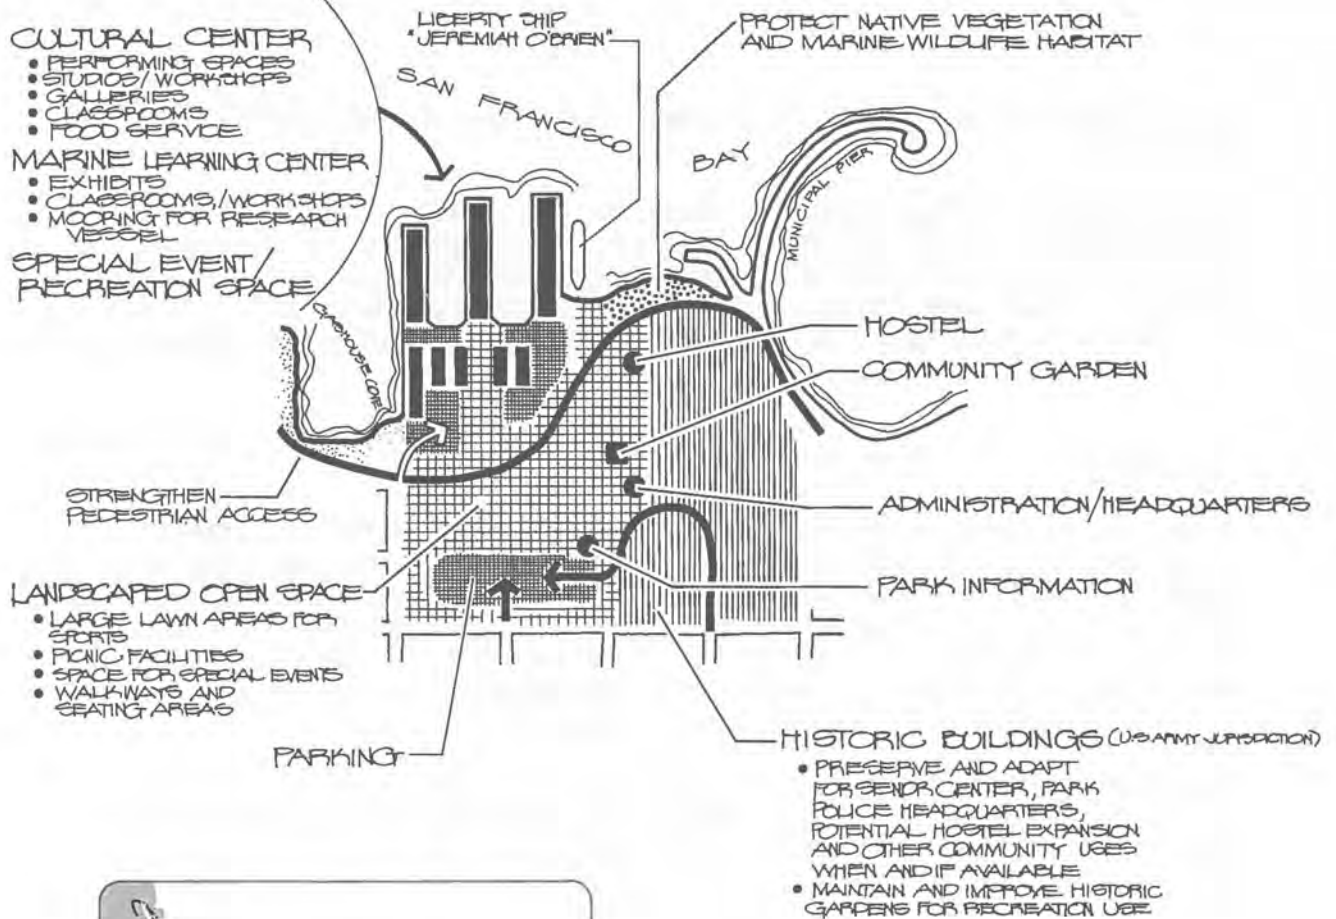 CULTURAL CENTER
• PERFORMING SPACES
• STUDIOS/WORKSHOPS
• GALLERIES
• CLASSROOMS
• FOOD SERVICE
MARINE LEARNING CENTER
• EXHIBITS
• CLASSROOMS,/WORKSHOPS
• MOORING FOR RESEARCH
VESSEL
SPECIAL EVENT
RECREATION SPACE
LIBERTY SHIP
"JEREMIAH O'BRIEN"
PROTECT NATIVE VEGETATION
AND MARINE WILDLIFE HABITAT
SAN FRANCISCO
BAY
MUNICIPAL PIER
GASHOUSE COVE
HOSTEL
COMMUNITY GARDEN
STRENGTHEN
PEDESTRIAN ACCESS
ADMINISTRATION/HEADQUARTERS
PARK INFORMATION
LANDSCAPED OPEN SPACE
• LARGE LAWN AREAS FOR
SPORTS
• PICNIC FACILITIES
• SPACE FOR SPECIAL EVENTS
• WALKWAYS AND
SEATING AREAS
PARKING
HISTORIC BUILDINGS (U.S ARMY JURISDICTION)
• PRESERVE AND ADAPT
FOR SENOR CENTER, PARK
POLICE HEADQUARTERS,
POTENTIAL HOSTEL EXPANSION
AND OTHER COMMUNITY USES
WHEN AND IF AVAILABLE
• MAINTAIN AND IMPROVE HISTORIC
GARDENS FOR RECREATION USE